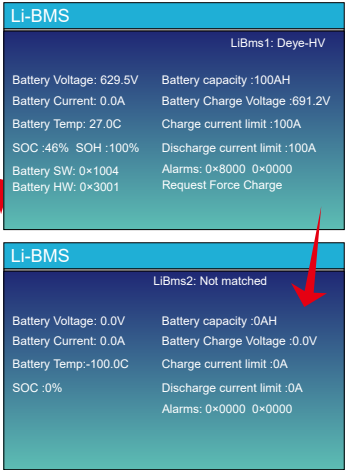 Li-BMS
LiBms1: Deye-HV
Battery Voltage: 629.5V Battery capacity :100AH
Battery Current: 0.0A Battery Charge Voltage :691.2V
Battery Temp: 27.0C Charge current limit :100A
SOC :46% SOH :100% Discharge current limit :100A
Battery SW: 0×1004 Alarms: 0×8000 0×0000
Battery HW: 0×3001 Request Force Charge
Li-BMS
LiBms2: Not matched
Battery Voltage: 0.0V Battery capacity :0AH
Battery Current: 0.0A Battery Charge Voltage :0.0V
Battery Temp:-100.0C Charge current limit :0A
SOC :0% Discharge current limit :0A
Alarms: 0×0000 0×0000